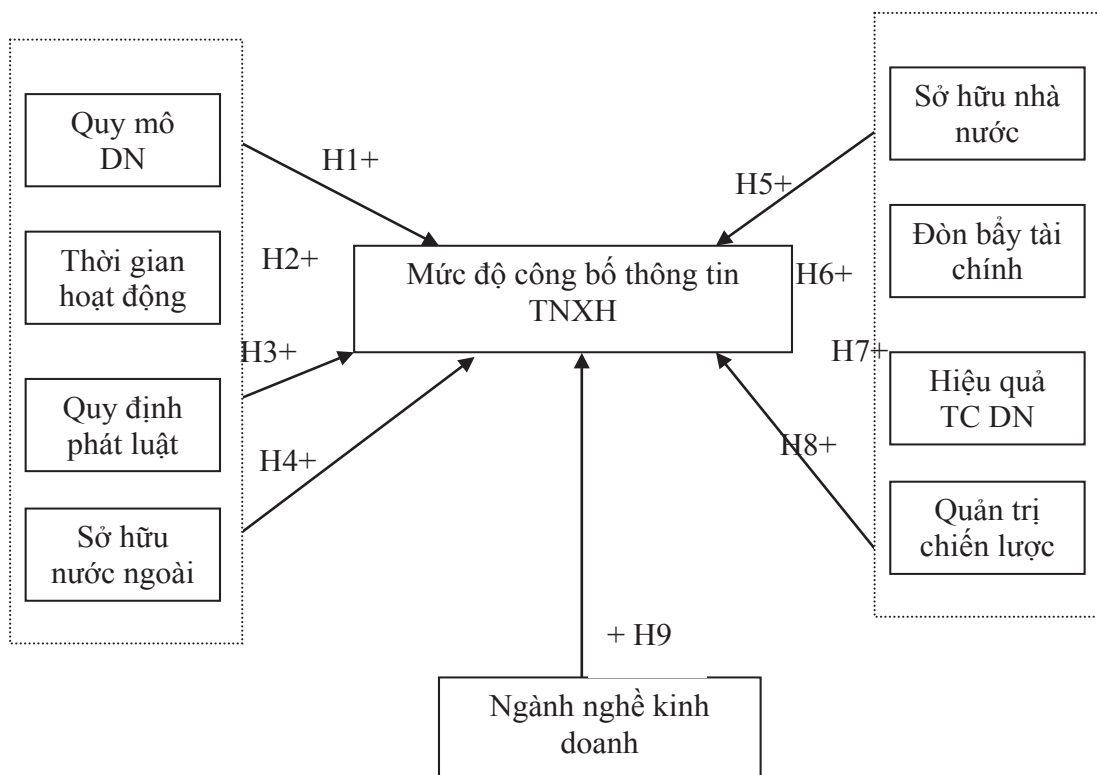 Quy mô
DN
Thời gian
hoạt động
Quy định
phát luật
Sở hữu
nước ngoài
H1+
H2+
H3+
H4+
Mức độ công bố thông tin
TNXH
H5+
H6+
H7+
H8+
Sở hữu nhà
nước
Đòn bẩy tài
chính
Hiệu quả
TC DN
Quản trị
chiến lược
+ H9
Ngành nghề kinh
doanh